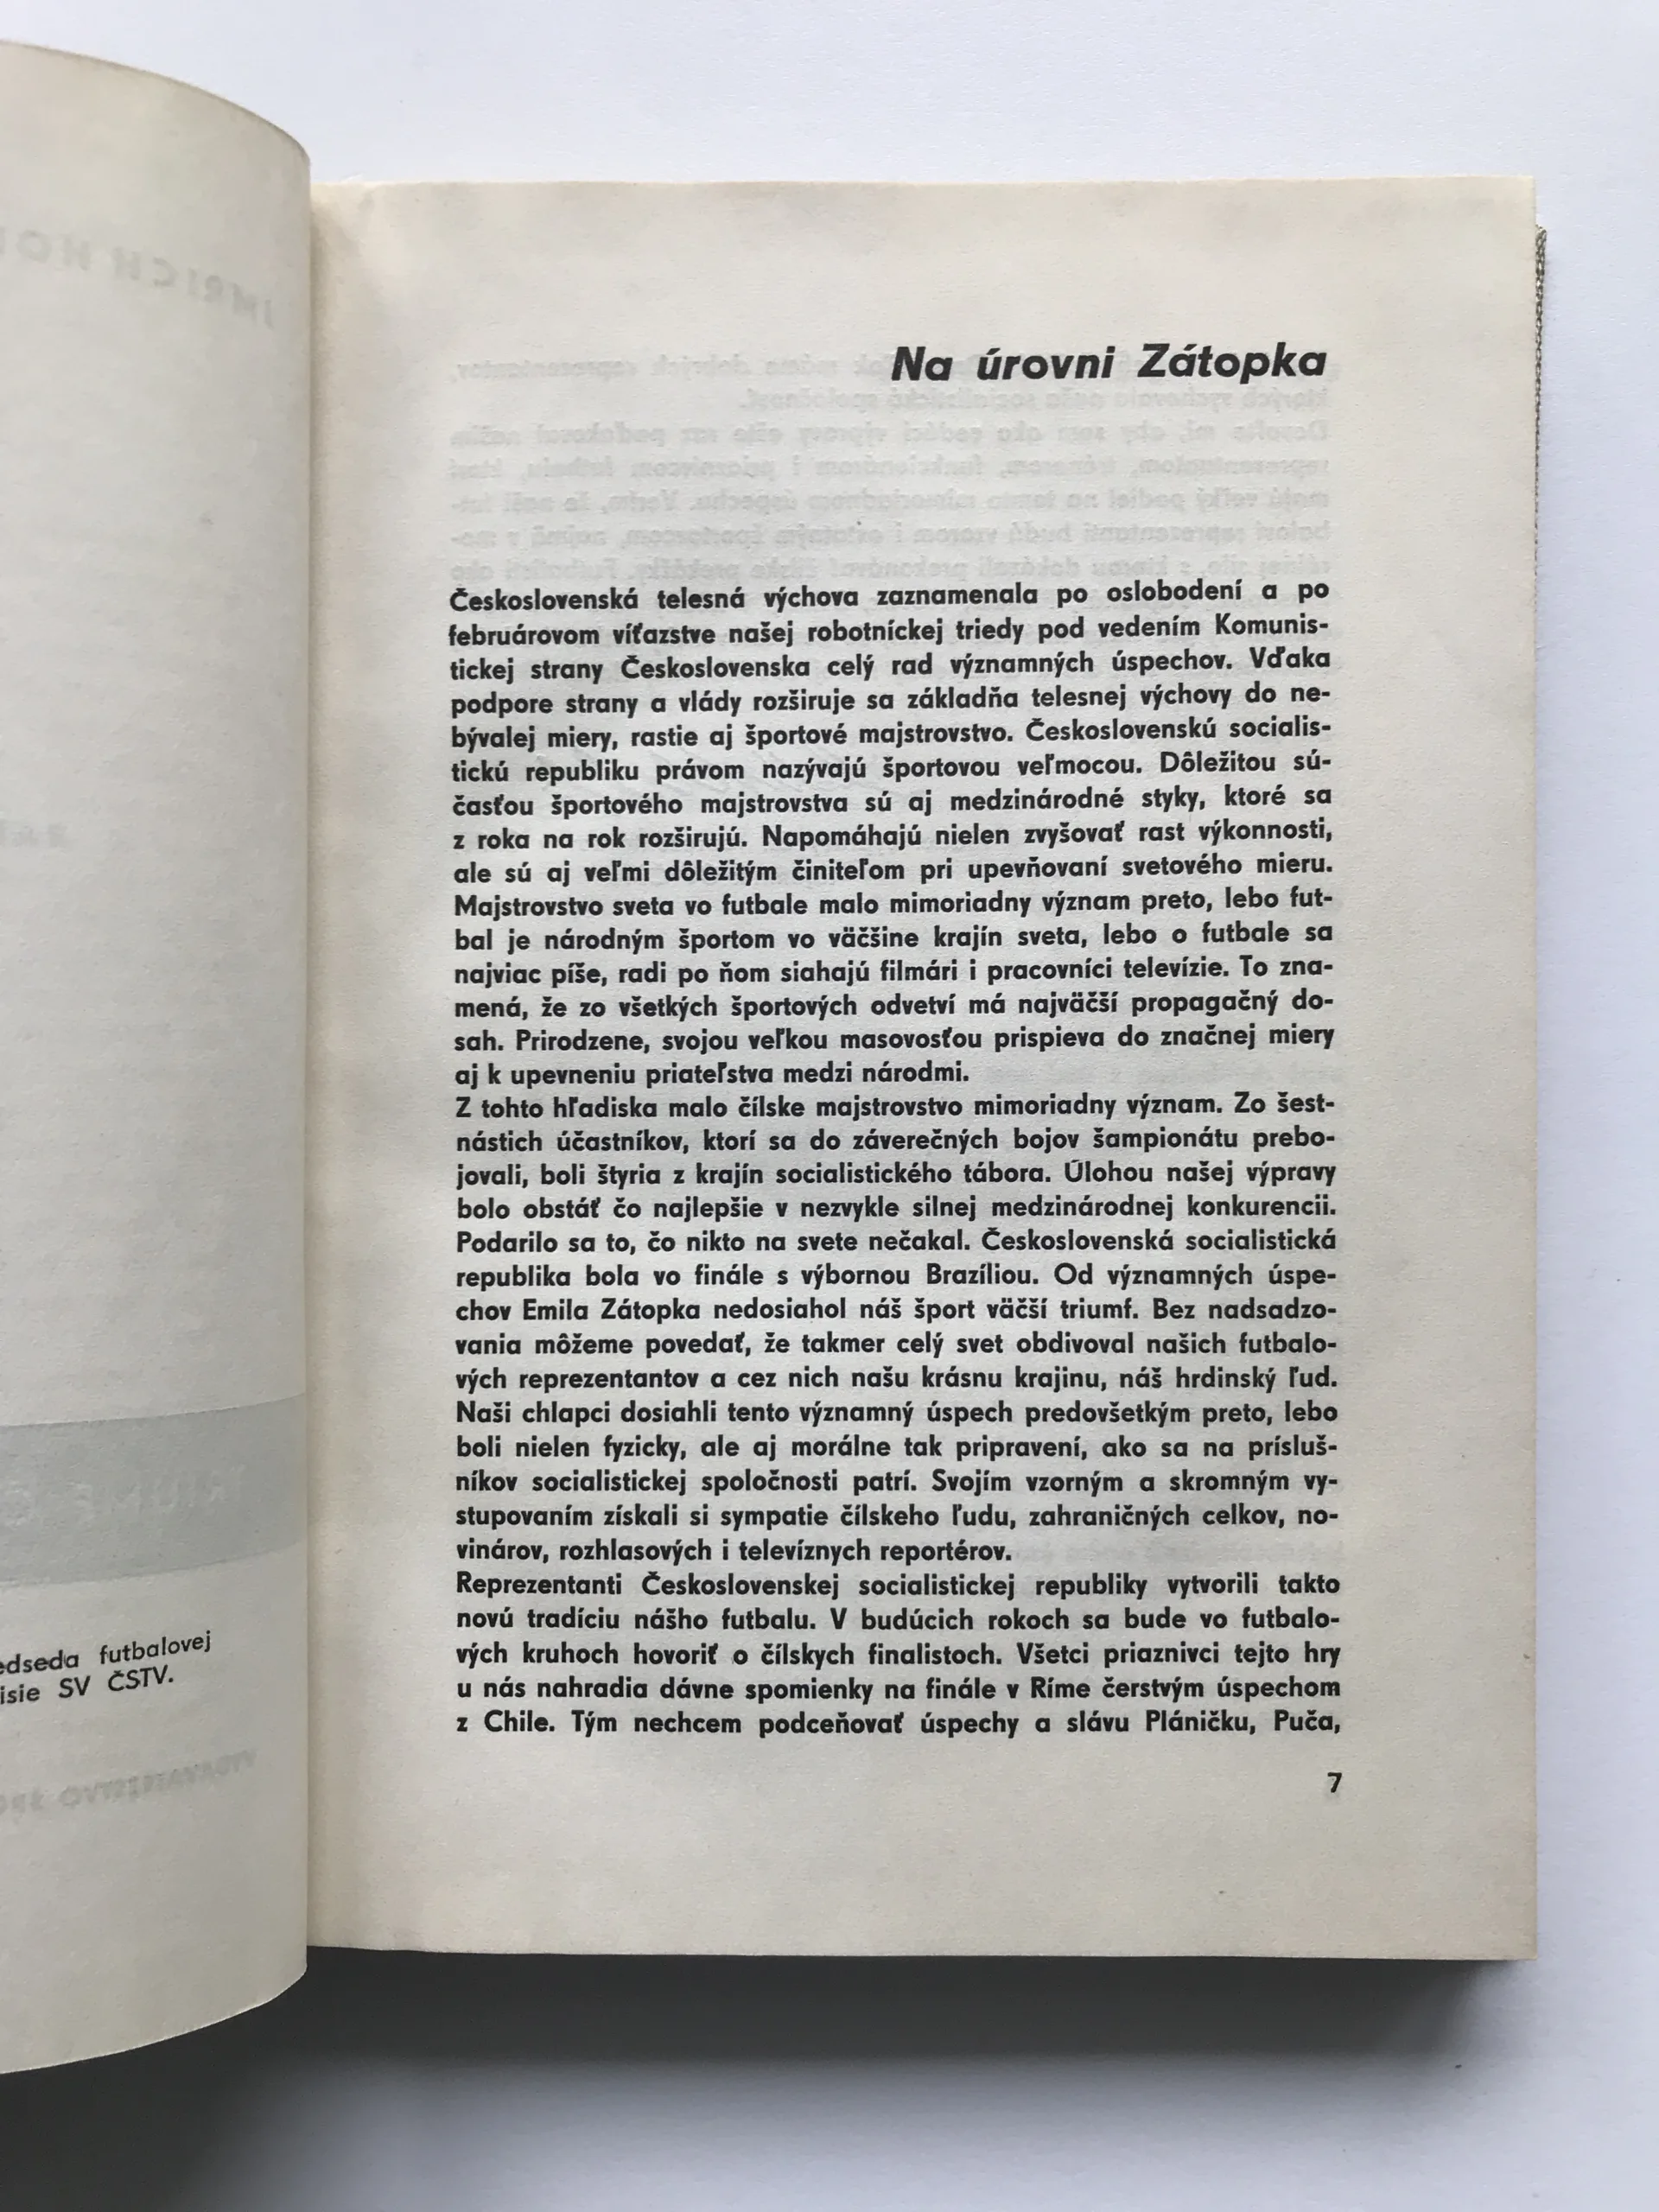 edseda futbalovej
isie SV ČSTV.
Na úrovni Zátopka
Československá telesná výchova zaznamenala po oslobodení a po
februárovom víťazstve našej robotníckej triedy pod vedením Komunis-
tickej strany Československa celý rad významných úspechov. Vďaka
podpore strany a vlády rozširuje sa základňa telesnej výchovy do ne-
bývalej miery, rastie aj športové majstrovstvo. Československú socialis-
tickú republiku právom nazývajú športovou veľmocou. Dôležitou sú-
časťou športového majstrovstva sú aj medzinárodné styky, ktoré sa
z roka na rok rozširujú. Napomáhajú nielen zvyšovať rast výkonnosti,
ale sú aj veľmi dôležitým činiteľom pri upevňovaní svetového mieru.
Majstrovstvo sveta vo futbale malo mimoriadny význam preto, lebo fut-
bal je národným športom vo väčšine krajín sveta, lebo o futbale sa
najviac píše, radi po ňom siahajú filmári i pracovníci televízie. To zna-
mená, že zo všetkých športových odvetví má najväčší propagačný do-
sah. Prirodzene, svojou veľkou masovosťou prispieva do značnej miery
aj k upevneniu priateľstva medzi národmi.
Z tohto hľadiska malo čílske majstrovstvo mimoriadny význam. Zo šest-
nástich účastníkov, ktorí sa do záverečných bojov šampionátu prebo-
jovali, boli štyria z krajín socialistického tábora. Úlohou našej výpravy
bolo obstáť čo najlepšie v nezvykle silnej medzinárodnej konkurencii.
Podarilo sa to, čo nikto na svete nečakal. Československá socialistická
republika bola vo finále s výbornou Brazíliou. Od významných úspe-
chov Emila Zátopka nedosiahol náš šport väčší triumf. Bez nadsadzo-
vania môžeme povedať, že takmer celý svet obdivoval našich futbalo-
vých reprezentantov a cez nich našu krásnu krajinu, náš hrdinský ľud.
Naši chlapci dosiahli tento významný úspech predovšetkým preto, lebo
boli nielen fyzicky, ale aj morálne tak pripravení, ako sa na prísluš-
níkov socialistickej spoločnosti patrí. Svojím vzorným a skromným vy-
stupovaním získali si sympatie čílskeho ľudu, zahraničných celkov, no-
vinárov, rozhlasových i televíznych reportérov.
Reprezentanti Československej socialistickej republiky vytvorili takto
novú tradíciu nášho futbalu. V budúcich rokoch sa bude vo futbalo-
vých kruhoch hovoriť o čílskych finalistoch. Všetci priaznivci tejto hry
u nás nahradia dávne spomienky na finále v Ríme čerstvým úspechom
z Chile. Tým nechcem podceňovať úspechy a slávu Pláničku, Puča,
7